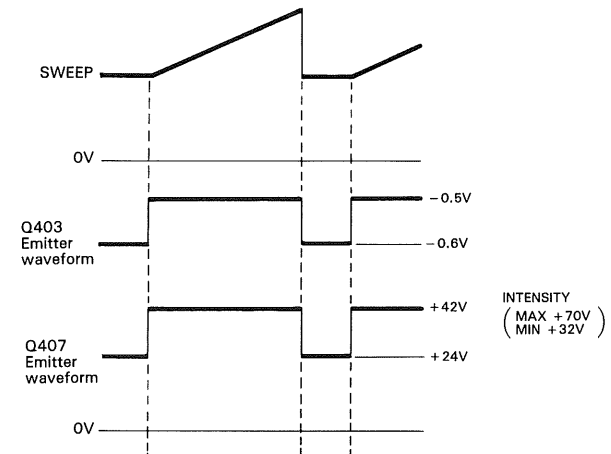 SWEEP
0V
-0.5V
Q403
Emitter
waveform
-0.6V
+42V
INTENSITY
( MAX +70V
MIN +32V )
Q407
Emitter
waveform
+24V
0V